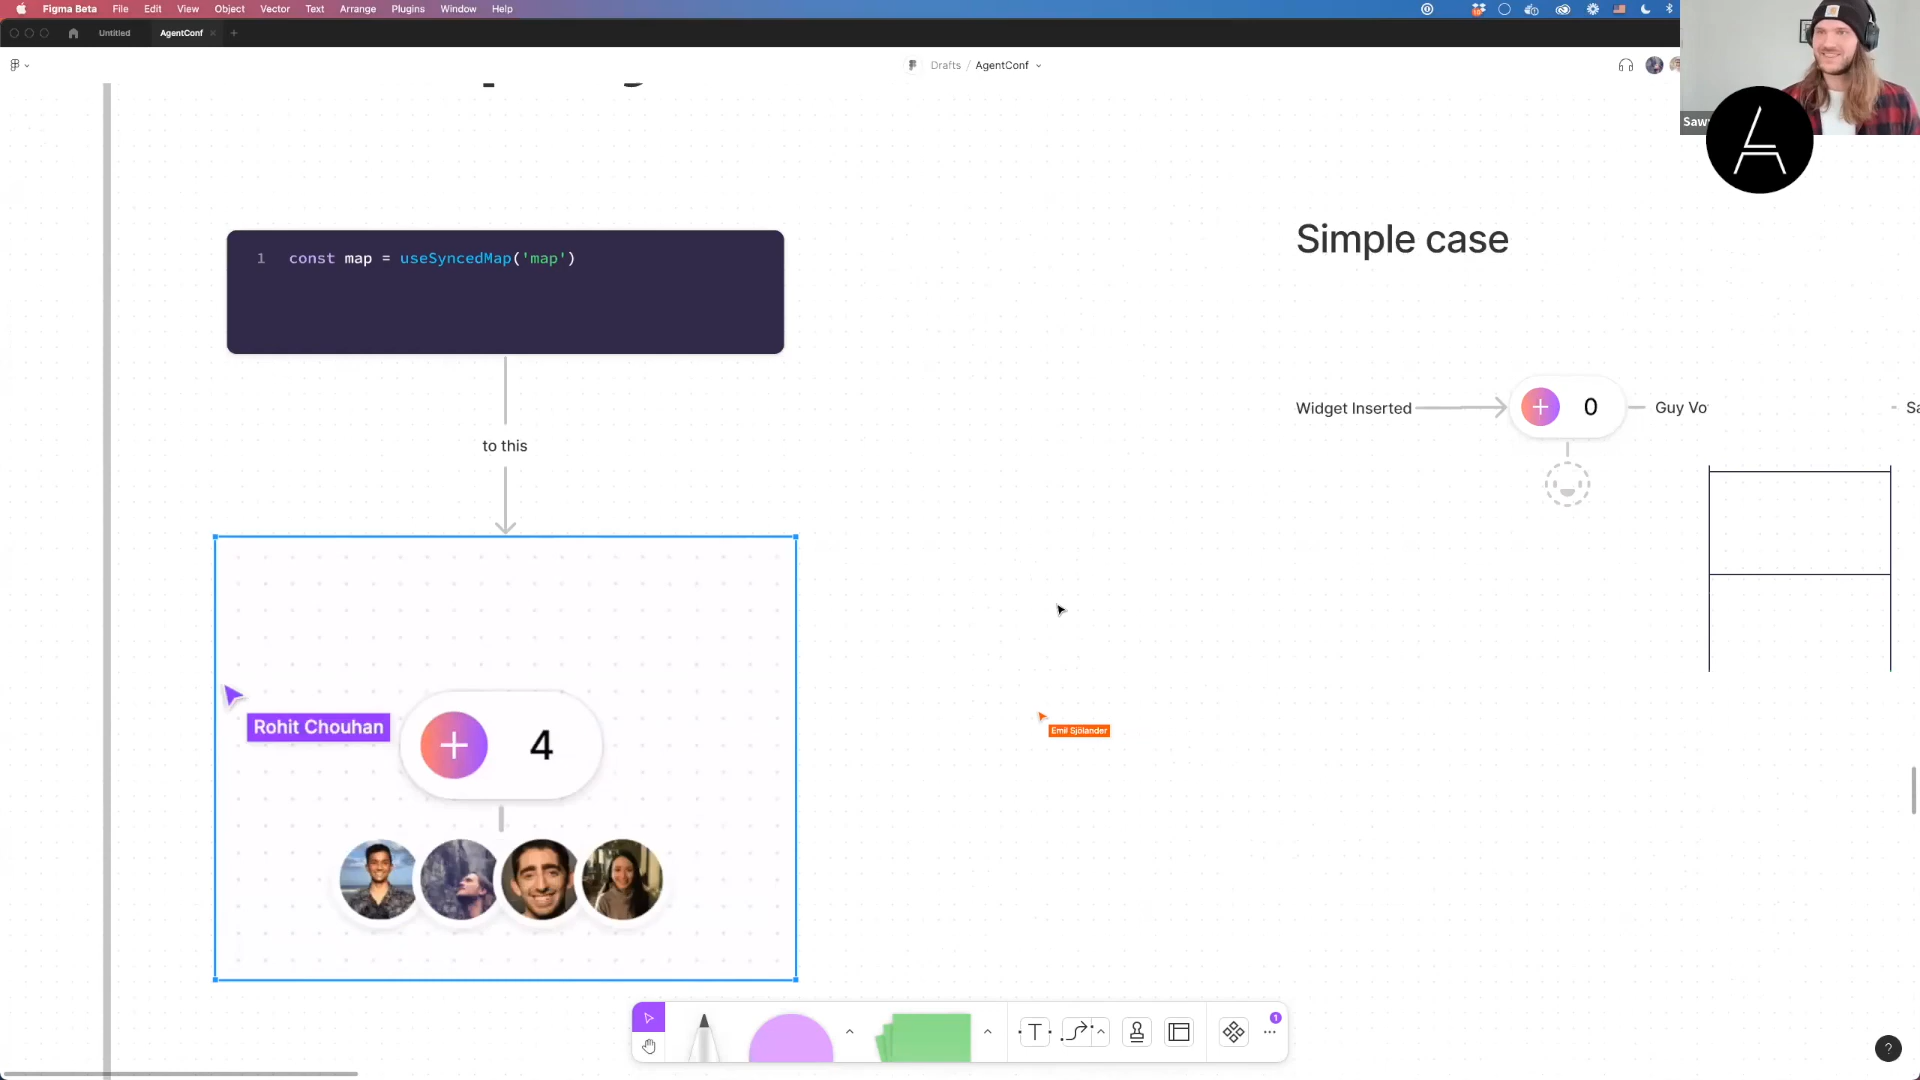 Figma Beta File Edit View Object Vector Text Arrange Plugins Window Help
Untitled AgentConf
Drafts / AgentConf
Simple case
1 const map = useSyncedMap('map')
to this
Widget Inserted
0
Guy Vo
Rohit Chouhan
4
Emil Sjölander
T
1
?